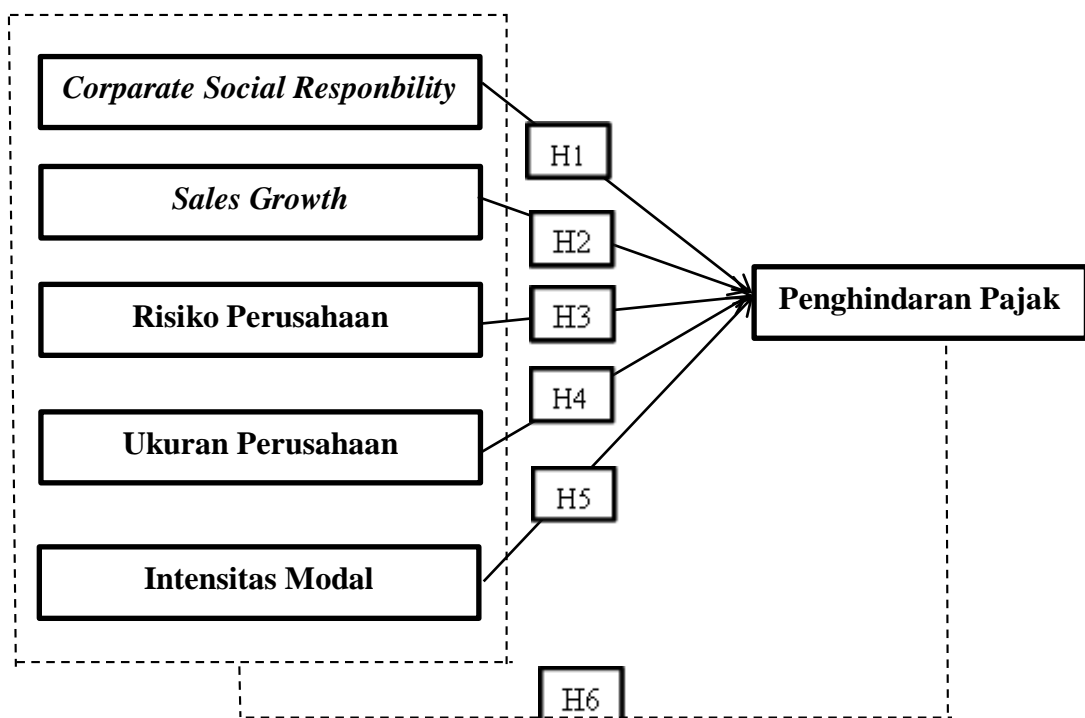 Corparate Social Responbility
H1
Sales Growth
H2
Risiko Perusahaan
H3
Penghindaran Pajak
Ukuran Perusahaan
H4
Intensitas Modal
H5
H6